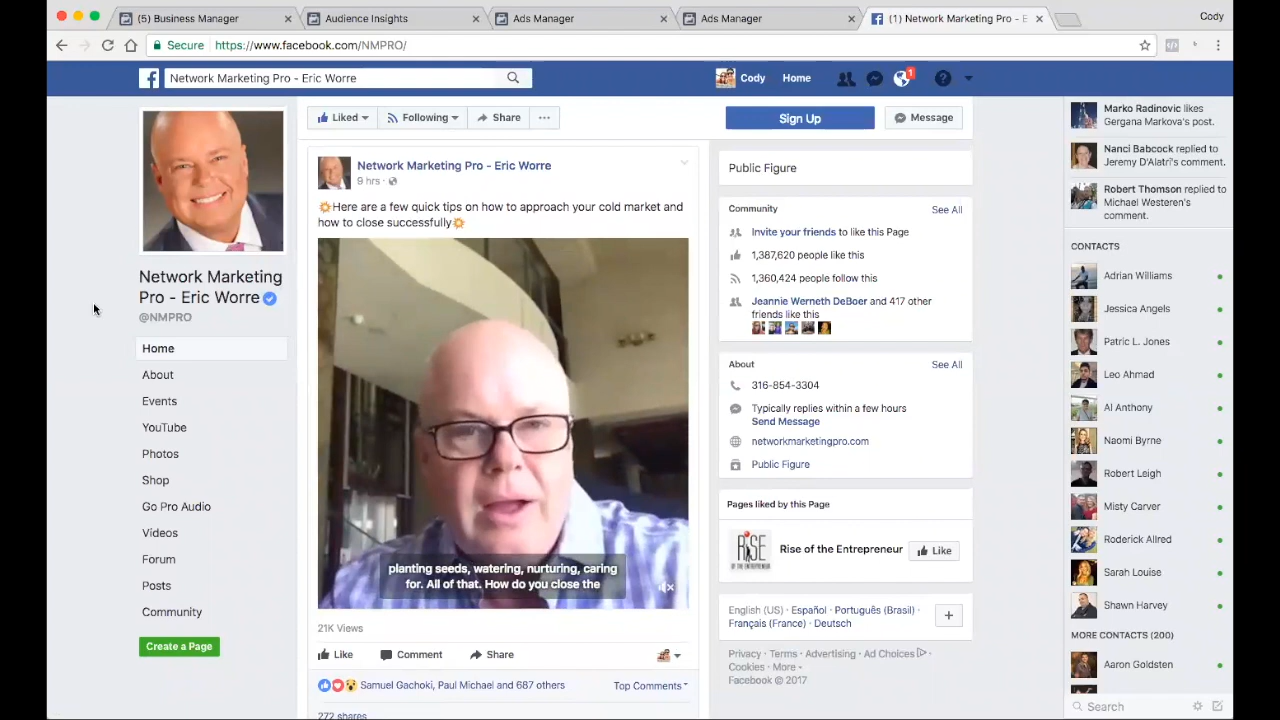 (5) Business Manager
Audience Insights
Ads Manager
Ads Manager
(1) Network Marketing Pro - E
Cody
Secure
https://www.facebook.com/NMPRO/
Network Marketing Pro - Eric Worre
Cody
Home
1
Liked
Following
Share
Sign Up
Message
Network Marketing
Pro - Eric Worre
@NMPRO
Home
About
Events
YouTube
Photos
Shop
Go Pro Audio
Videos
Forum
Posts
Community
Create a Page
Network Marketing Pro - Eric Worre
9 hrs ·
💥Here are a few quick tips on how to approach your cold market and
how to close successfully💥
planting seeds, watering, nurturing, caring
for. All of that. How do you close the
21K Views
Like
Comment
Share
Samuel Gachoki, Paul Michael and 687 others
Top Comments
272 shares
Public Figure
Community
See All
Invite your friends to like this Page
1,387,620 people like this
1,360,424 people follow this
Jeannie Werneth DeBoer and 417 other
friends like this
About
See All
316-854-3304
Typically replies within a few hours
Send Message
networkmarketingpro.com
Public Figure
Pages liked by this Page
RISE
OF THE ENTREPRENEUR
Rise of the Entrepreneur
Like
English (US) · Español · Português (Brasil) ·
Français (France) · Deutsch
Privacy · Terms · Advertising · Ad Choices
Cookies · More
Facebook © 2017
Marko Radinovic likes
Gergana Markova's post.
Nanci Babcock replied to
Jeremy D'Alatri's comment.
Robert Thomson replied to
Michael Westeren's
comment.
CONTACTS
Adrian Williams
Jessica Angels
Patric L. Jones
Leo Ahmad
Al Anthony
Naomi Byrne
Robert Leigh
Misty Carver
Roderick Allred
Sarah Louise
Shawn Harvey
MORE CONTACTS (200)
Aaron Goldsten
Search